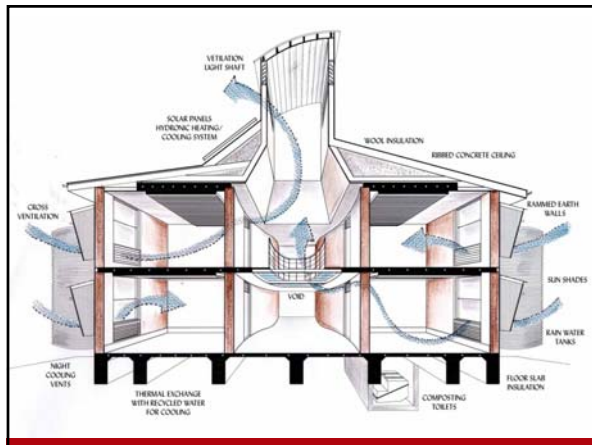 VETILATION
LIGHT SHAFT
SOLAR PANELS
HYDRONIC HEATING/
COOLING SYSTEM
WOOL INSULATION
RIBBED CONCRETE CEILING
CROSS
VENTRATION
RAMMED EARTH
WALLS
SUN SHADES
VOID
RAIN WATER
TANKS
NIGHT
COOLING
VENTS
THERMAL EXCHANGE
WITH RECYCLED WATER
FOR COOLING
COMPOSTING
TOILETS
FLOOR SLAB
INSULATION